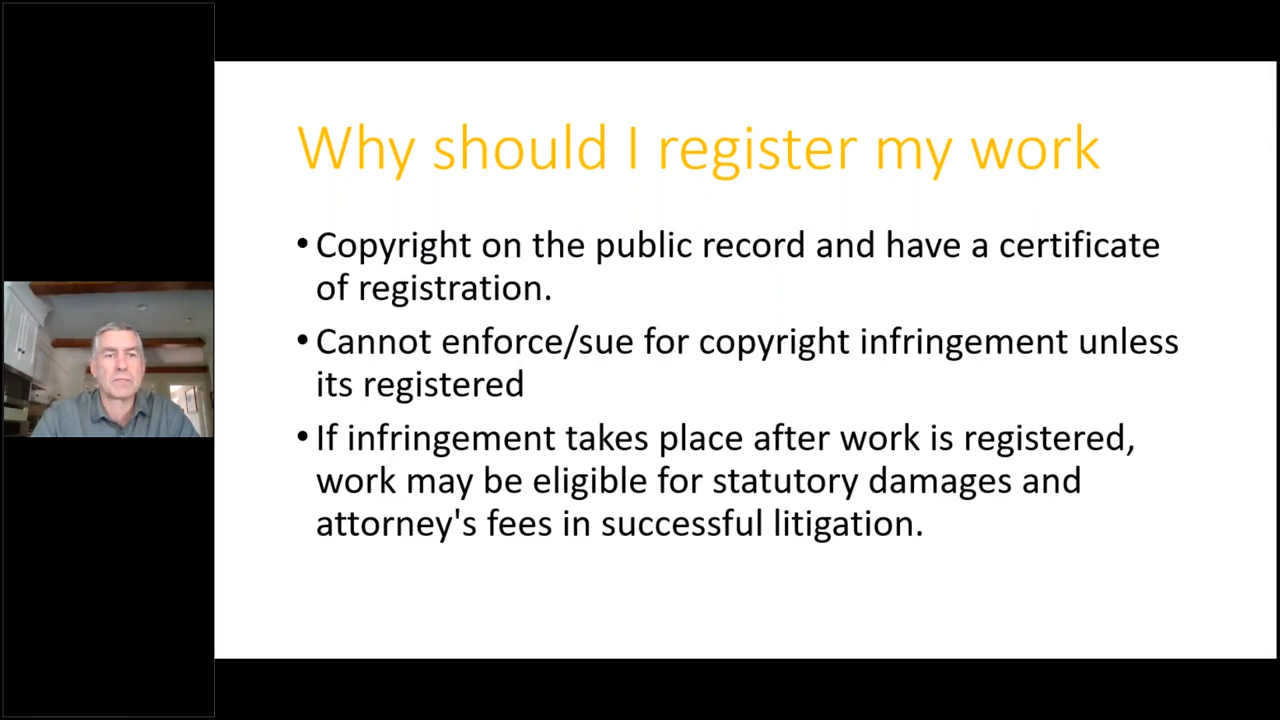 Why should I register my work
• Copyright on the public record and have a certificate
of registration.
• Cannot enforce/sue for copyright infringement unless
its registered
• If infringement takes place after work is registered,
work may be eligible for statutory damages and
attorney's fees in successful litigation.